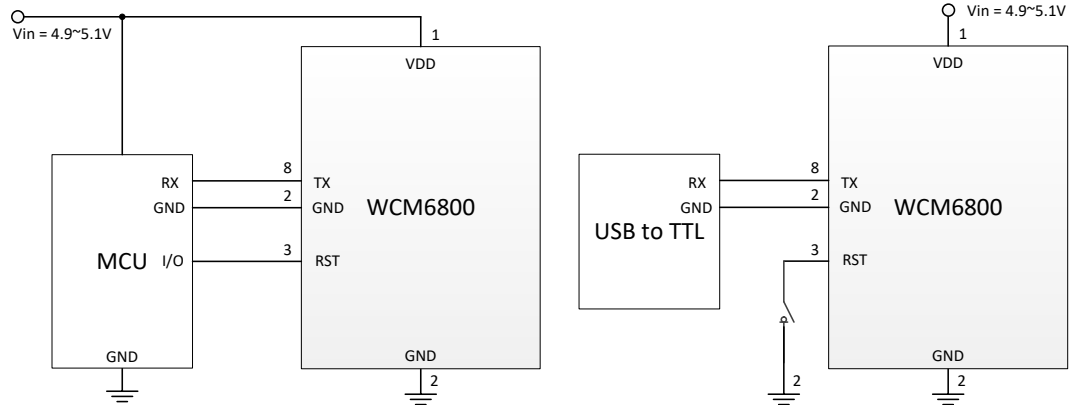 Vin = 4.9~5.1V
1
VDD
RX
8
TX
GND
2
GND
WCM6800
MCU
I/O
3
RST
GND
GND
2
Vin = 4.9~5.1V
1
VDD
RX
8
TX
GND
2
GND
WCM6800
USB to TTL
3
RST
2
GND
2